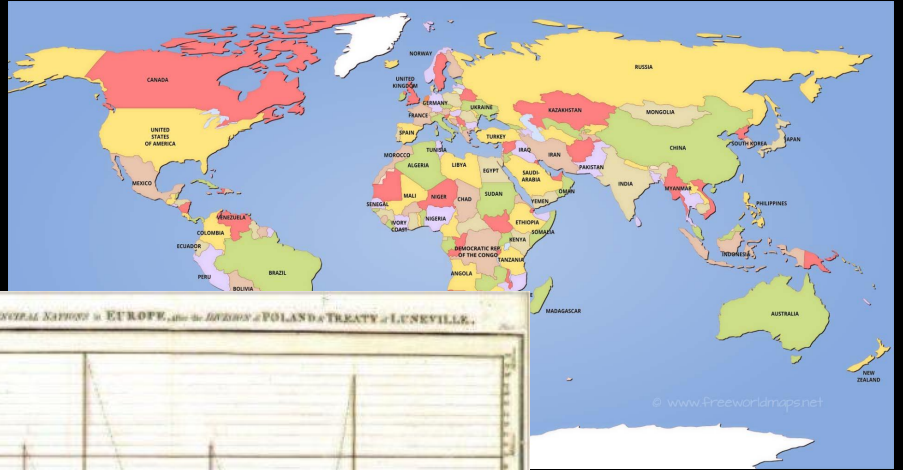 NORWAY
RUSSIA
CANADA
UNITED
KINGDOM
GERMANY
UKRAINE
KAZAKHSTAN
MONGOLIA
FRANCE
UNITED
STATES
OF AMERICA
SPAIN
TURKEY
SOUTH KOREA
JAPAN
CHINA
TUNISIA
MOROCCO
IRAQ
IRAN
ALGERIA
LIBYA
EGYPT
PAKISTAN
SAUDI-
ARABIA
MEXICO
INDIA
OMAN
MYANMAR
MALI
NIGER
CHAD
SUDAN
YEMEN
SENEGAL
PHILIPPINES
VENEZUELA
IVORY
COAST
NIGERIA
ETHIOPIA
COLOMBIA
SOMALIA
ECUADOR
KENYA
DEMOCRATIC REP.
OF THE CONGO
INDONESIA
TANZANIA
BRAZIL
PERU
ANGOLA
BOLIVIA
MADAGASCAR
AUSTRALIA
NCIPAL NATIONS in EUROPE, after the DIVISION of POLAND & TREATY of LUNEVILLE.
NEW
ZEALAND
© www.freeworldmaps.net